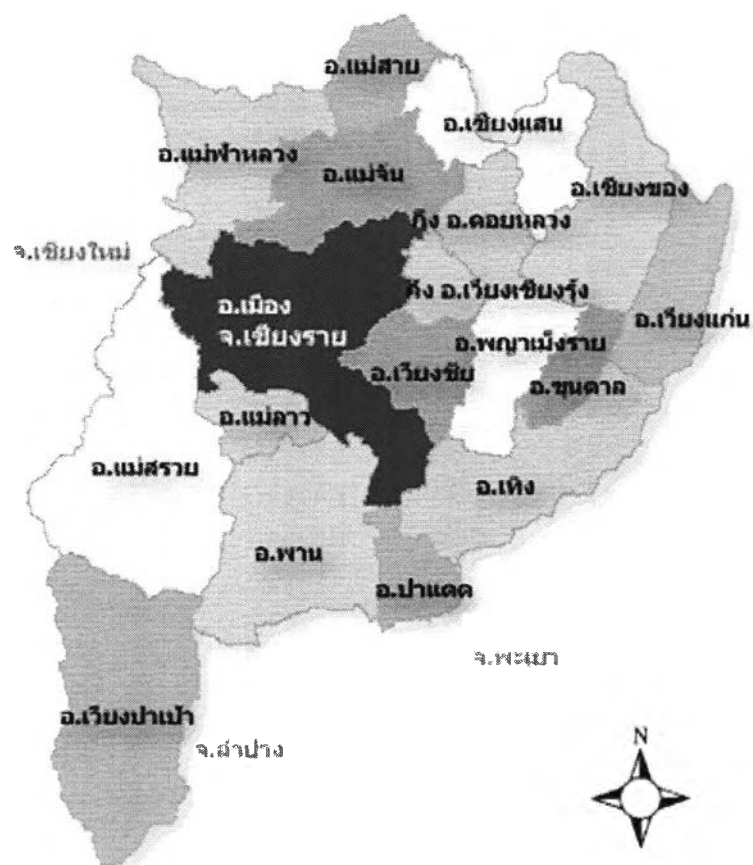 อ.แม่สาย
อ.เชียงแสน
อ.แม่ฟ้าหลวง
อ.แม่จัน
อ.เชียงของ
กิ่ง อ.ดอยหลวง
จ.เชียงใหม่
กิ่ง อ.เวียงเชียงรุ้ง
อ.เมือง
จ.เชียงราย
อ.เวียงแก่น
อ.พญาเม็งราย
อ.เวียงชัย
อ.ขุนตาล
อ.แม่ลาว
อ.แม่สรวย
อ.เทิง
อ.พาน
อ.ป่าแดด
จ.พะเยา
อ.เวียงป่าเป้า
จ.ลำปาง
N